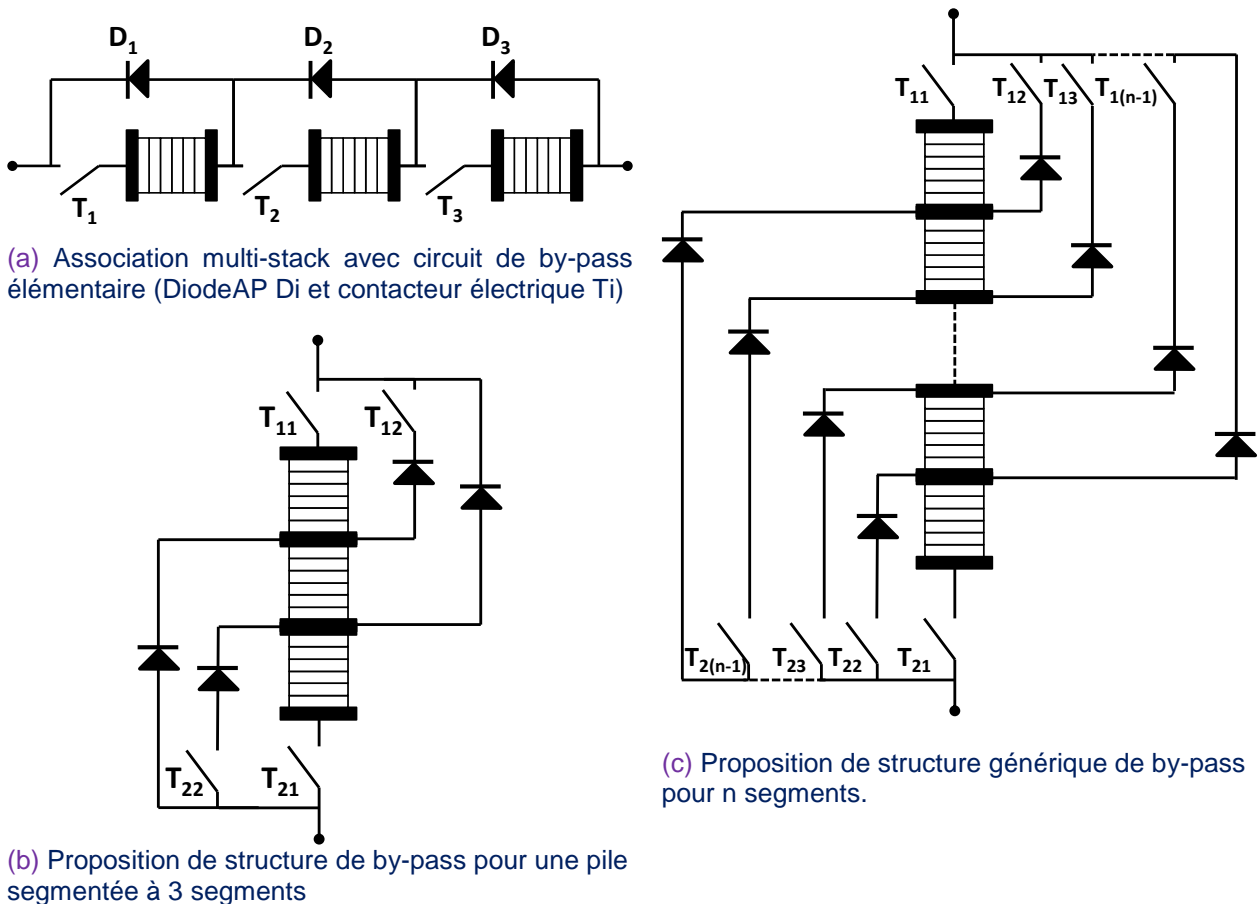 D1 D2 D3
T1 T2 T3
(a) Association multi-stack avec circuit de by-pass
élémentaire (DiodeAP Di et contacteur électrique Ti)
T11 T12
T22 T21
(b) Proposition de structure de by-pass pour une pile
segmentée à 3 segments
T11 T12 T13 T1(n-1)
T2(n-1) T23 T22 T21
(c) Proposition de structure générique de by-pass
pour n segments.